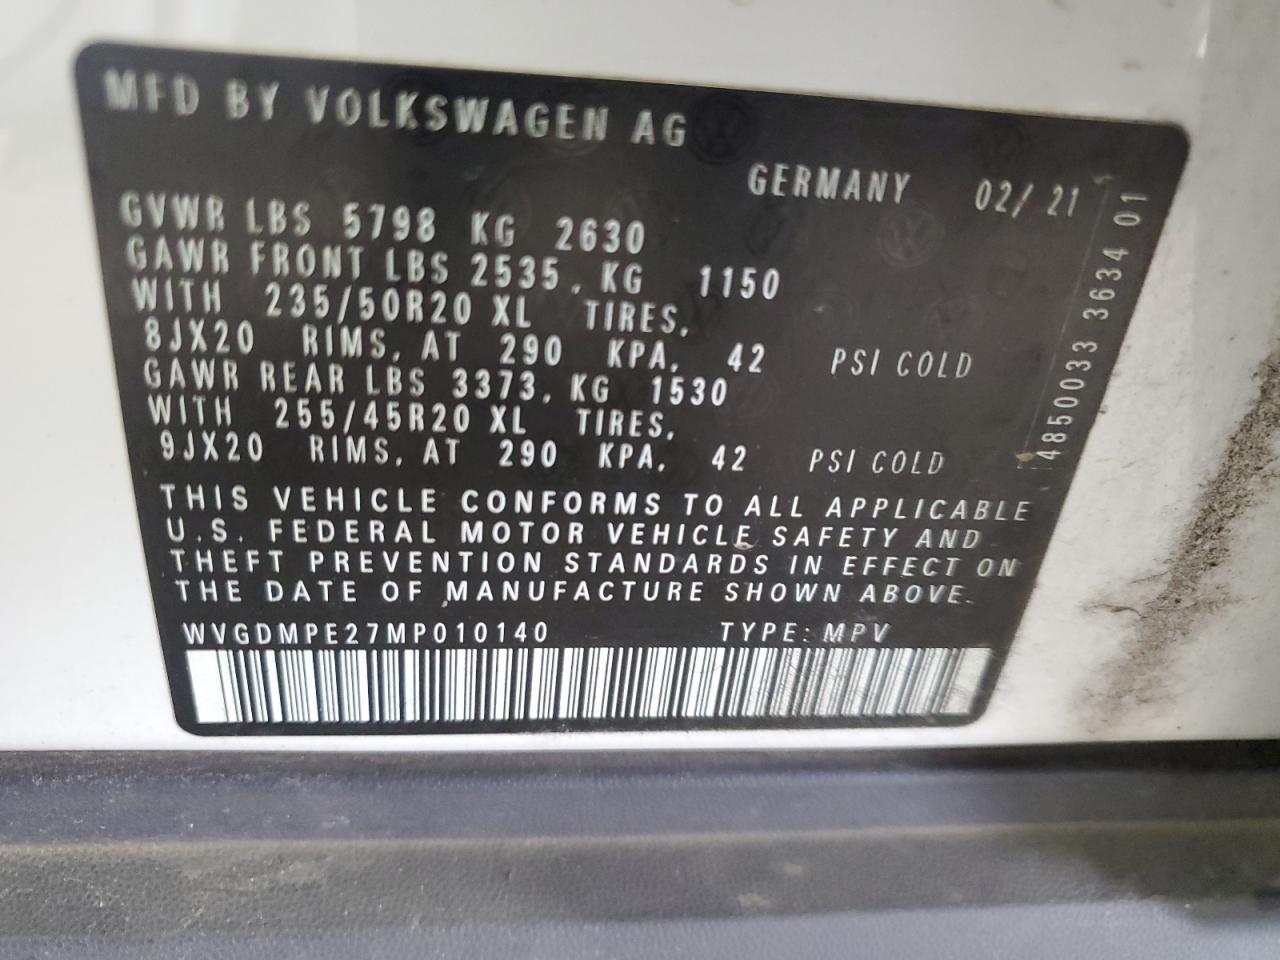 MFD BY VOLKSWAGEN AG
GERMANY 02/21
GVWR LBS 5798 KG 2630
GAWR FRONT LBS 2535, KG 1150
WITH 235/50R20 XL TIRES,
8JX20 RIMS, AT 290 KPA, 42 PSI COLD
GAWR REAR LBS 3373, KG 1530
WITH 255/45R20 XL TIRES,
9JX20 RIMS, AT 290 KPA, 42 PSI COLD
THIS VEHICLE CONFORMS TO ALL APPLICABLE
U.S. FEDERAL MOTOR VEHICLE SAFETY AND
THEFT PREVENTION STANDARDS IN EFFECT ON
THE DATE OF MANUFACTURE SHOWN ABOVE.
WVGDMPE27MP010140 TYPE: MPV
4850033 3634 01